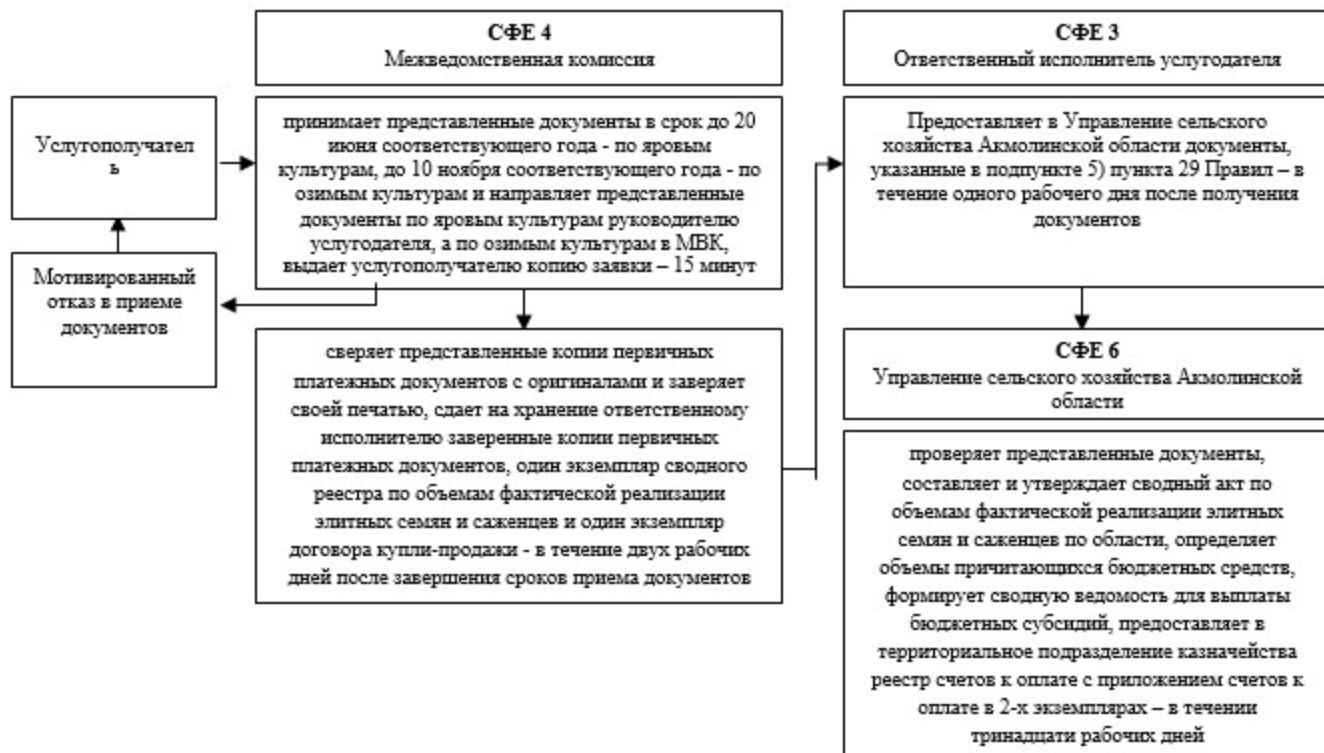 СФЕ 4
Межведомственная комиссия
СФЕ 3
Ответственный исполнитель услугодателя
Услугополучател
ь
принимает представленные документы в срок до 20
июня соответствующего года - по яровым
культурам, до 10 ноября соответствующего года - по
озимым культурам и направляет представленные
документы по яровым культурам руководителю
услугодателя, а по озимым культурам в МВК,
выдает услугополучателю копию заявки – 15 минут
Предоставляет в Управление сельского
хозяйства Акмолинской области документы,
указанные в подпункте 5) пункта 29 Правил – в
течение одного рабочего дня после получения
документов
Мотивированный
отказ в приеме
документов
сверяет представленные копии первичных
платежных документов с оригиналами и заверяет
своей печатью, сдает на хранение ответственному
исполнителю заверенные копии первичных
платежных документов, один экземпляр сводного
реестра по объемам фактической реализации
элитных семян и саженцев и один экземпляр
договора купли-продажи - в течение двух рабочих
дней после завершения сроков приема документов
СФЕ 6
Управление сельского хозяйства Акмолинской
области
проверяет представленные документы,
составляет и утверждает сводный акт по
объемам фактической реализации элитных
семян и саженцев по области, определяет
объемы причитающихся бюджетных средств,
формирует сводную ведомость для выплаты
бюджетных субсидий, предоставляет в
территориальное подразделение казначейства
реестр счетов к оплате с приложением счетов к
оплате в 2-х экземплярах – в течении
тринадцати рабочих дней